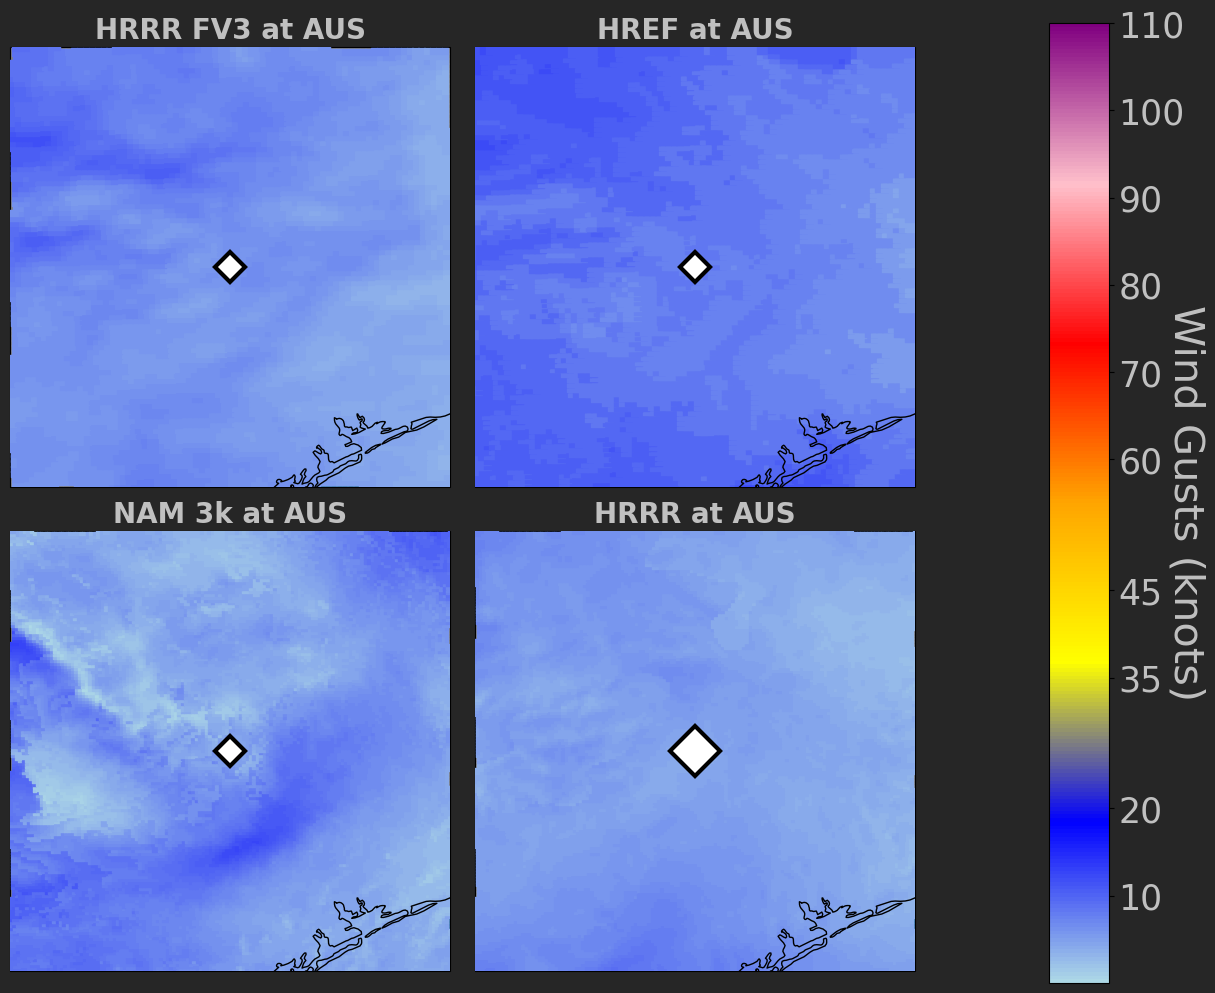 HRRR FV3 at AUS
HREF at AUS
NAM 3k at AUS
HRRR at AUS
110
100
90
80
70
60
45
35
20
10
Wind Gusts (knots)